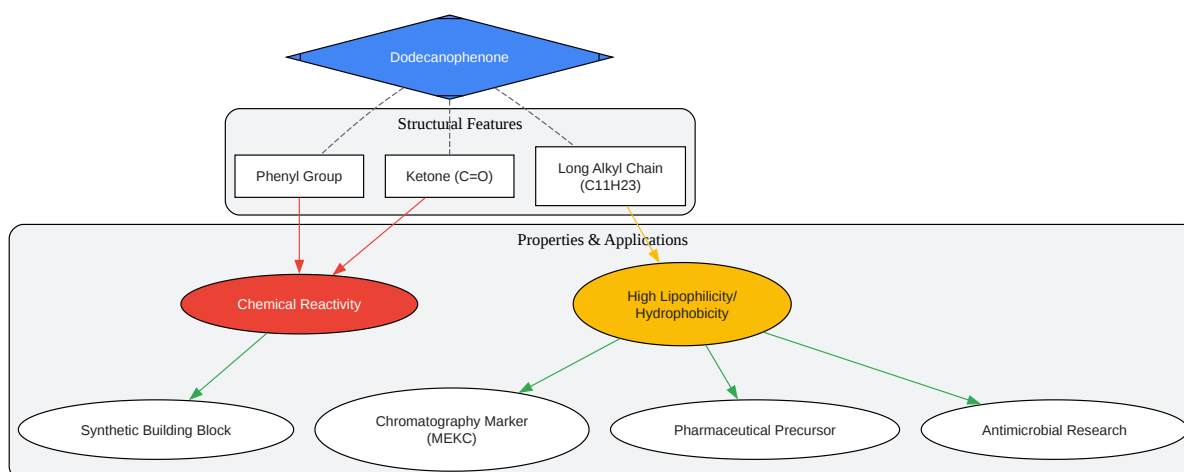 Dodecanophenone
Structural Features
Phenyl Group
Ketone (C=O)
Long Alkyl Chain
(C11H23)
Properties & Applications
Chemical Reactivity
High Lipophilicity/
Hydrophobicity
Synthetic Building Block
Chromatography Marker
(MEKC)
Pharmaceutical Precursor
Antimicrobial Research